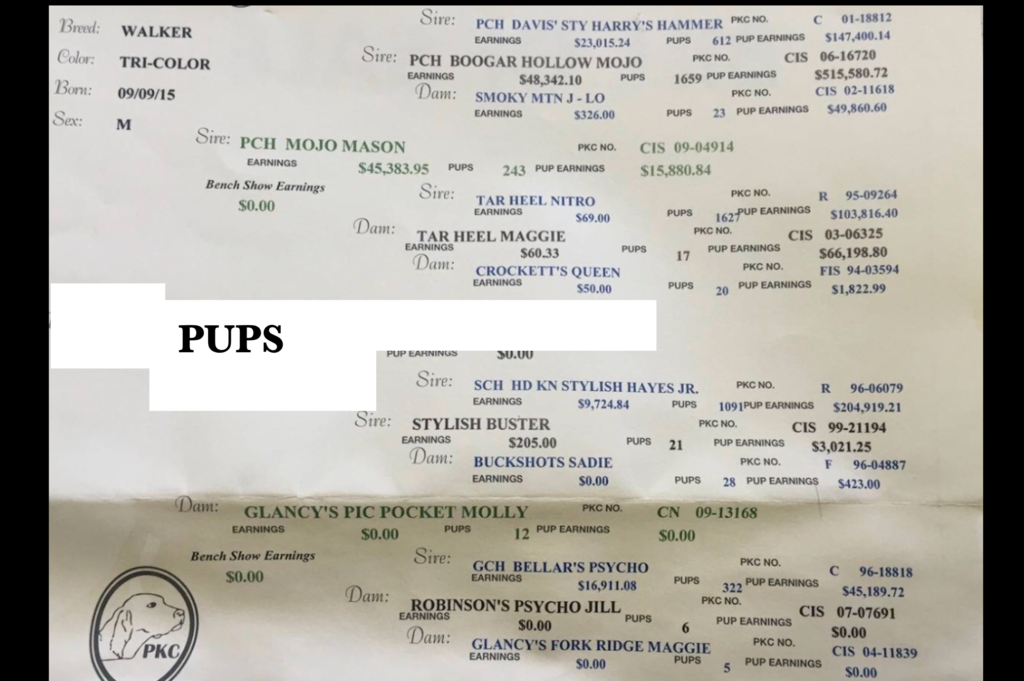 Breed: WALKER
Color: TRI-COLOR
Born: 09/09/15
Sex: M
Sire: PCH DAVIS' STY HARRY'S HAMMER PKC NO. C 01-18812
EARNINGS $23,015.24 PUPS 612 PUP EARNINGS $147,400.14
Sire: PCH BOOGAR HOLLOW MOJO PKC NO. CIS 06-16720
EARNINGS $48,342.10 PUPS 1659 PUP EARNINGS $515,580.72
Dam: SMOKY MTN J - LO PKC NO. CIS 02-11618
EARNINGS $326.00 PUPS 23 PUP EARNINGS $49,860.60
Sire: PCH MOJO MASON PKC NO. CIS 09-04914
EARNINGS $45,383.95 PUPS 243 PUP EARNINGS $15,880.84
Bench Show Earnings
$0.00
Sire: TAR HEEL NITRO PKC NO. R 95-09264
EARNINGS $69.00 PUPS 1627 PUP EARNINGS $103,816.40
Dam: TAR HEEL MAGGIE PKC NO. CIS 03-06325
EARNINGS $60.33 PUPS 17 PUP EARNINGS $66,198.80
Dam: CROCKETT'S QUEEN PKC NO. FIS 94-03594
EARNINGS $50.00 PUPS 20 PUP EARNINGS $1,822.99
PUPS
PUP EARNINGS $0.00
Sire: SCH HD KN STYLISH HAYES JR. PKC NO. R 96-06079
EARNINGS $9,724.84 PUPS 1091 PUP EARNINGS $204,919.21
Sire: STYLISH BUSTER PKC NO. CIS 99-21194
EARNINGS $205.00 PUPS 21 PUP EARNINGS $3,021.25
Dam: BUCKSHOTS SADIE PKC NO. F 96-04887
EARNINGS $0.00 PUPS 28 PUP EARNINGS $423.00
Dam: GLANCY'S PIC POCKET MOLLY PKC NO. CN 09-13168
EARNINGS $0.00 PUPS 12 PUP EARNINGS $0.00
Bench Show Earnings
$0.00
Sire: GCH BELLAR'S PSYCHO PKC NO. C 96-18818
EARNINGS $16,911.08 PUPS 322 PUP EARNINGS $45,189.72
Dam: ROBINSON'S PSYCHO JILL PKC NO. CIS 07-07691
EARNINGS $0.00 PUPS 6 PUP EARNINGS $0.00
Dam: GLANCY'S FORK RIDGE MAGGIE PKC NO. CIS 04-11839
EARNINGS $0.00 PUPS 5 PUP EARNINGS $0.00
PKC